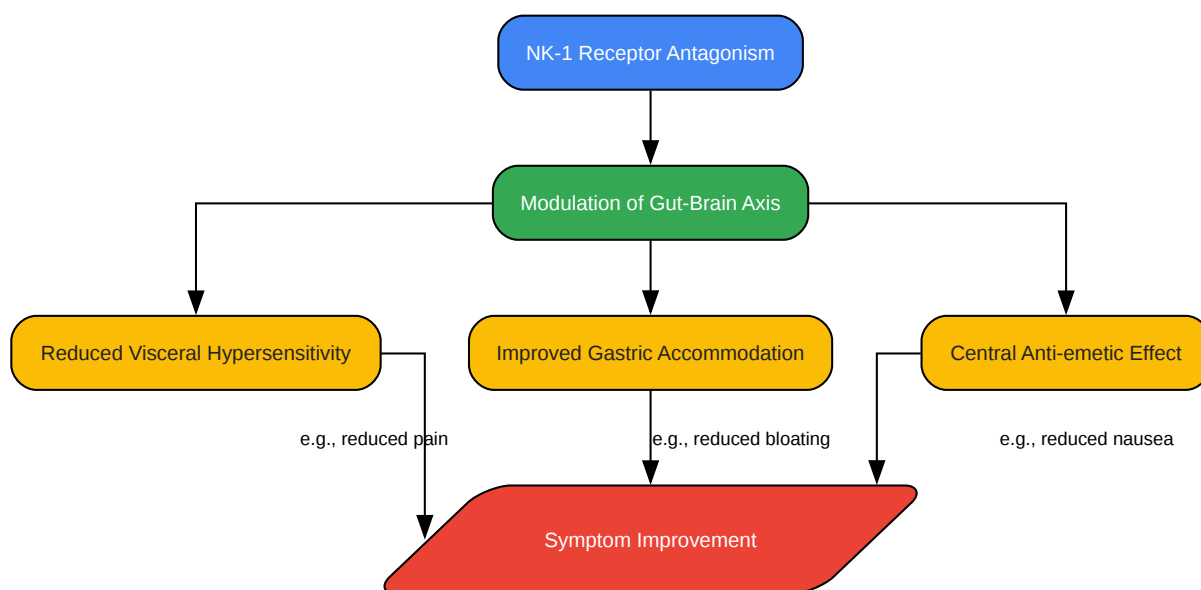 NK-1 Receptor Antagonism
Modulation of Gut-Brain Axis
Reduced Visceral Hypersensitivity
Improved Gastric Accommodation
Central Anti-emetic Effect
e.g., reduced pain
e.g., reduced bloating
e.g., reduced nausea
Symptom Improvement